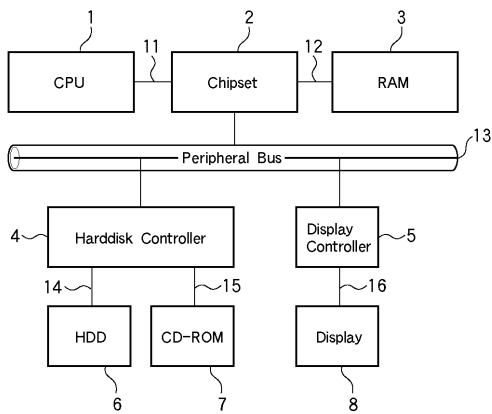 1
2
3
CPU
11
Chipset
12
RAM
Peripheral Bus
13
4
Harddisk Controller
Display
Controller
5
14
15
16
HDD
CD-ROM
Display
6
7
8